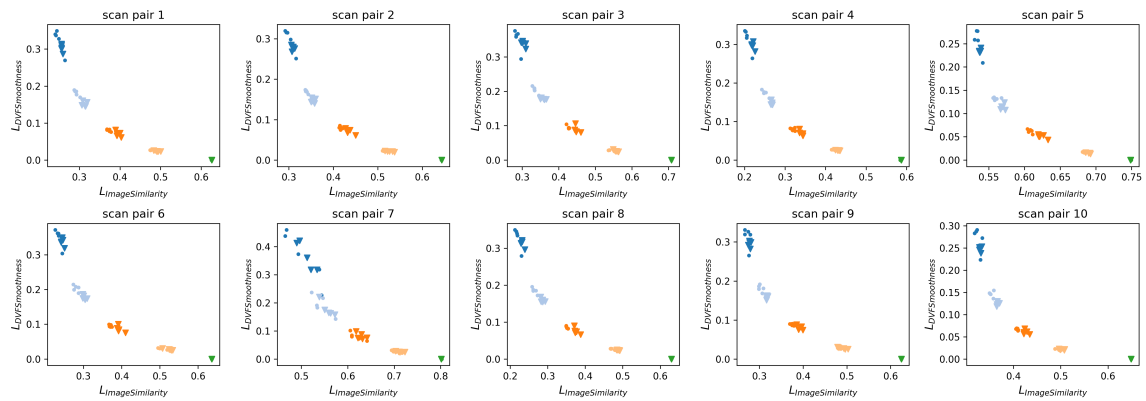 scan pair 1
L_DVFSmoothness
0.3
0.2
0.1
0.0
0.3 0.4 0.5 0.6
L_ImageSimilarity
scan pair 2
L_DVFSmoothness
0.3
0.2
0.1
0.0
0.3 0.4 0.5 0.6
L_ImageSimilarity
scan pair 3
L_DVFSmoothness
0.3
0.2
0.1
0.0
0.3 0.4 0.5 0.6 0.7
L_ImageSimilarity
scan pair 4
L_DVFSmoothness
0.3
0.2
0.1
0.0
0.2 0.3 0.4 0.5 0.6
L_ImageSimilarity
scan pair 5
L_DVFSmoothness
0.25
0.20
0.15
0.10
0.05
0.00
0.55 0.60 0.65 0.70 0.75
L_ImageSimilarity
scan pair 6
L_DVFSmoothness
0.3
0.2
0.1
0.0
0.3 0.4 0.5 0.6
L_ImageSimilarity
scan pair 7
L_DVFSmoothness
0.4
0.3
0.2
0.1
0.0
0.5 0.6 0.7 0.8
L_ImageSimilarity
scan pair 8
L_DVFSmoothness
0.3
0.2
0.1
0.0
0.2 0.3 0.4 0.5 0.6
L_ImageSimilarity
scan pair 9
L_DVFSmoothness
0.3
0.2
0.1
0.0
0.3 0.4 0.5 0.6
L_ImageSimilarity
scan pair 10
L_DVFSmoothness
0.30
0.25
0.20
0.15
0.10
0.05
0.00
0.4 0.5 0.6
L_ImageSimilarity